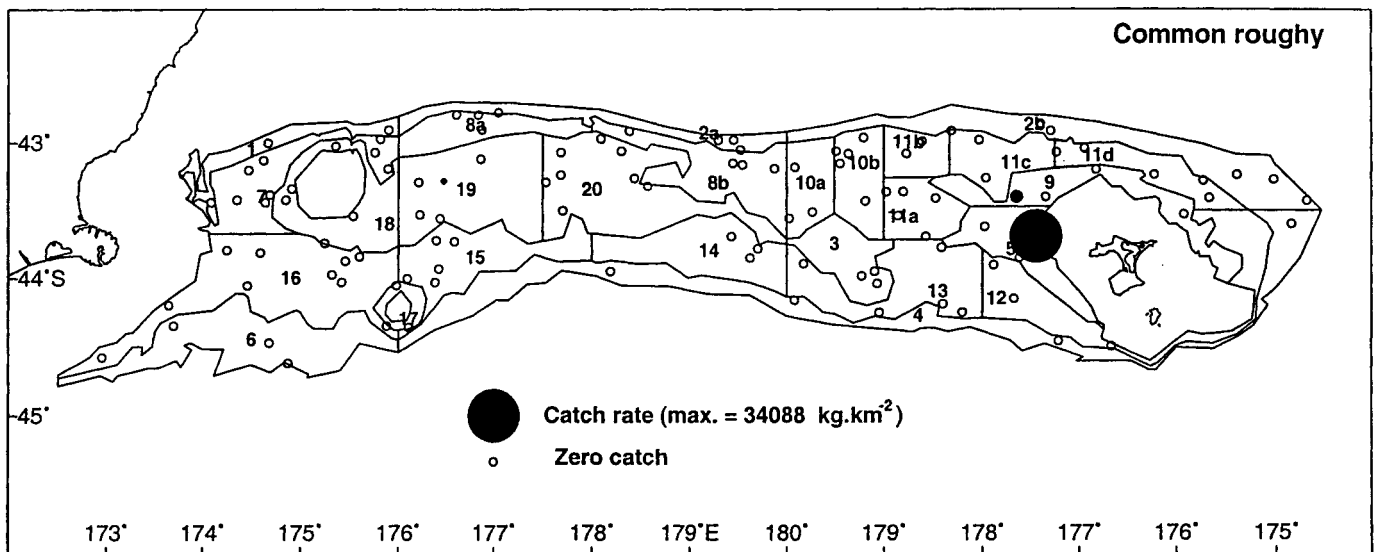 Common roughy
-43°
44°S
-45°
1
2a
2b
3
4
5
6
7
8a
8b
9
10a
10b
11a
11b
11c
11d
12
13
14
15
16
17
18
19
20
Catch rate (max. = 34088 kg.km-2)
Zero catch
173° 174° 175° 176° 177° 178° 179°E 180° 179° 178° 177° 176° 175°